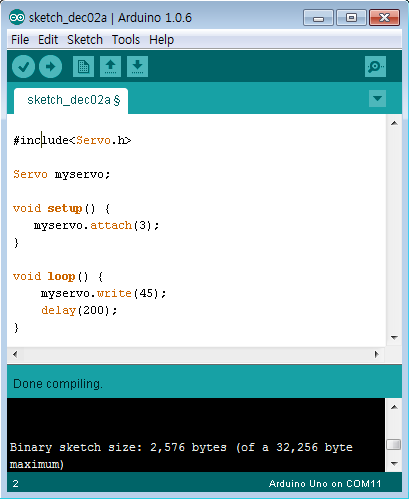 sketch_dec02a | Arduino 1.0.6
File Edit Sketch Tools Help
sketch_dec02a §
#include<Servo.h>
Servo myservo;
void setup() {
myservo.attach(3);
}
void loop() {
myservo.write(45);
delay(200);
}
Done compiling.
Binary sketch size: 2,576 bytes (of a 32,256 byte
maximum)
2 Arduino Uno on COM11